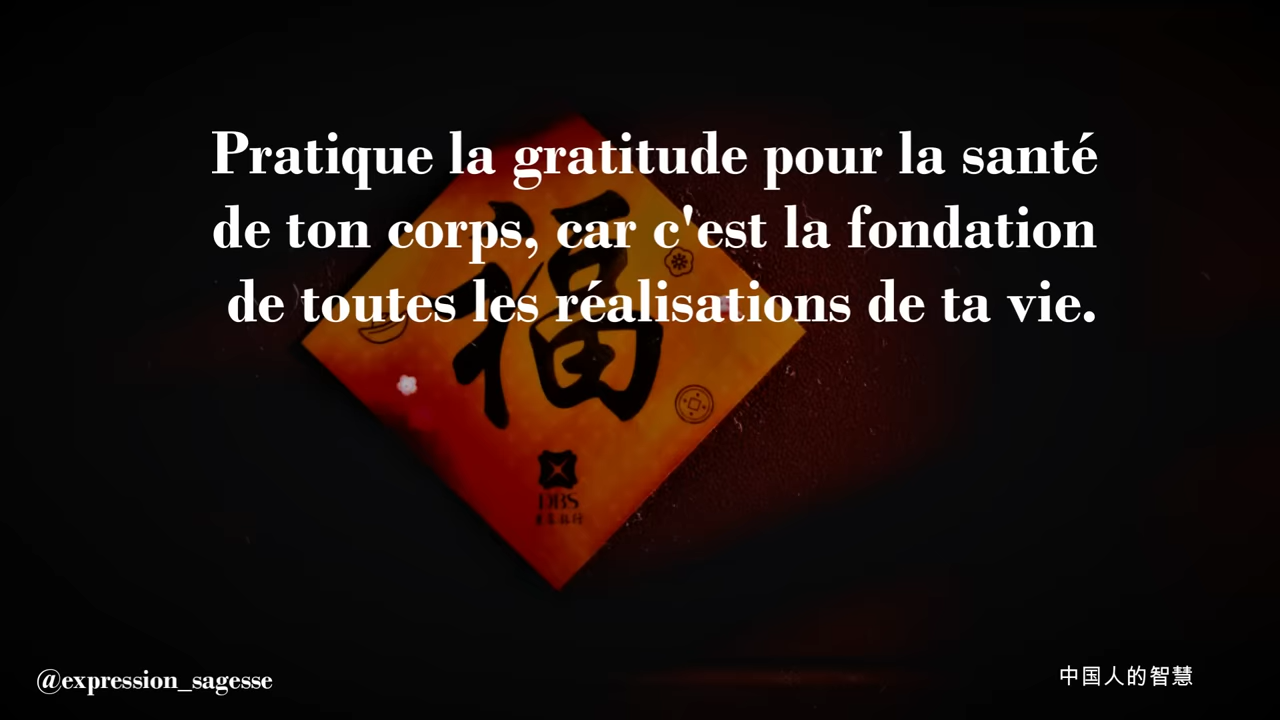 Pratique la gratitude pour la santé
de ton corps, car c'est la fondation
de toutes les réalisations de ta vie.
福
DBS
@expression_sagesse
中国人的智慧